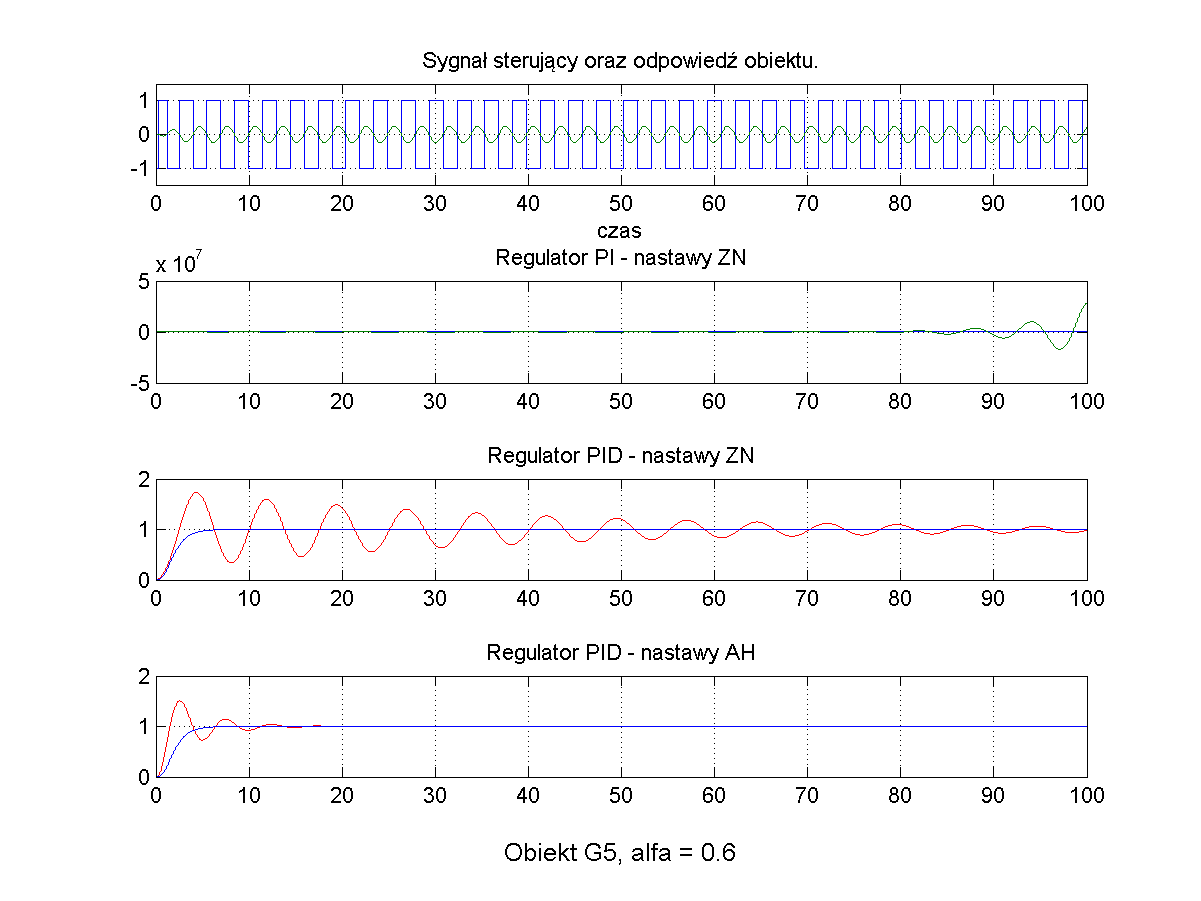 Sygnał sterujący oraz odpowiedź obiektu.
1
0
-1
0 10 20 30 40 50 60 70 80 90 100
czas
Regulator PI - nastawy ZN
x 10^7
5
0
-5
0 10 20 30 40 50 60 70 80 90 100
Regulator PID - nastawy ZN
2
1
0
0 10 20 30 40 50 60 70 80 90 100
Regulator PID - nastawy AH
2
1
0
0 10 20 30 40 50 60 70 80 90 100
Obiekt G5, alfa = 0.6